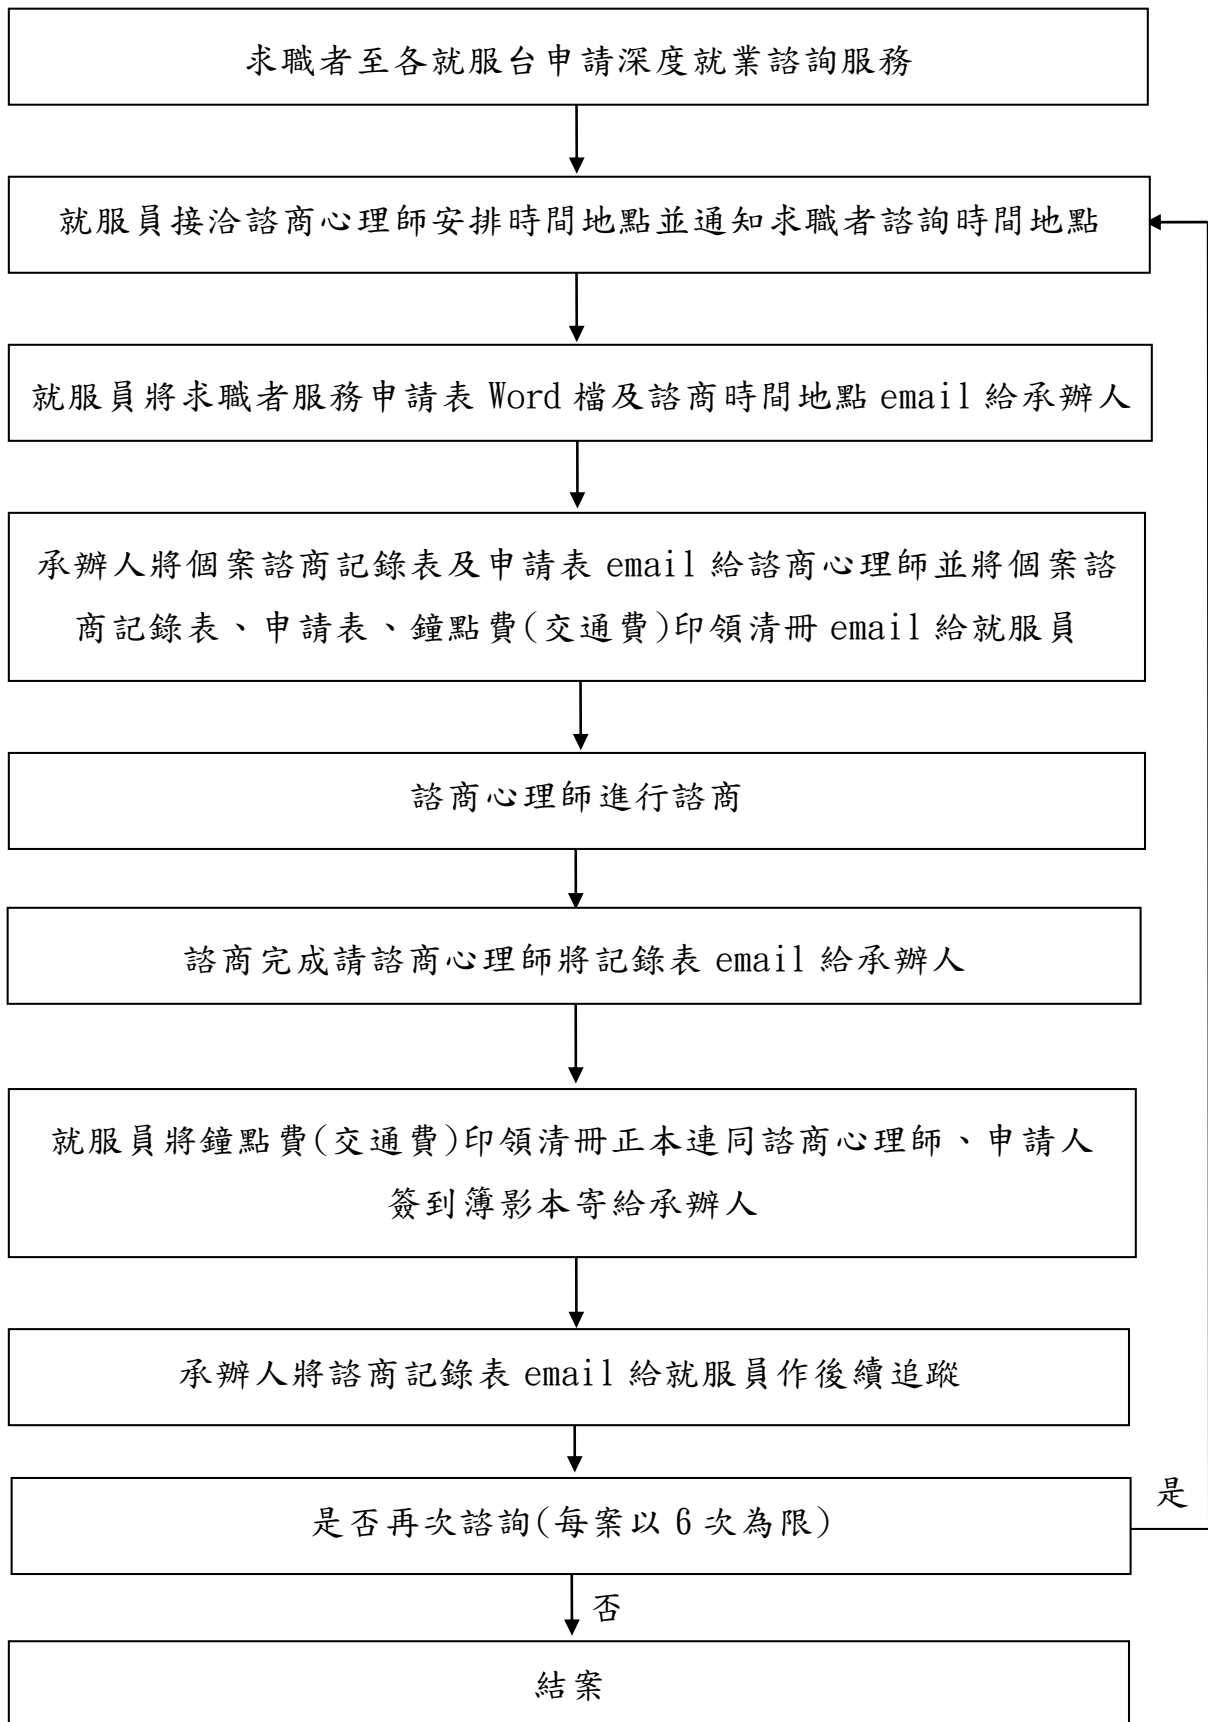 求職者至各就服台申請深度就業諮詢服務
就服員接洽諮商心理師安排時間地點並通知求職者諮詢時間地點
就服員將求職者服務申請表 Word 檔及諮商時間地點 email 給承辦人
承辦人將個案諮商記錄表及申請表 email 給諮商心理師並將個案諮
商記錄表、申請表、鐘點費(交通費)印領清冊 email 給就服員
諮商心理師進行諮商
諮商完成請諮商心理師將記錄表 email 給承辦人
就服員將鐘點費(交通費)印領清冊正本連同諮商心理師、申請人
簽到簿影本寄給承辦人
承辦人將諮商記錄表 email 給就服員作後續追蹤
是
是否再次諮詢(每案以 6 次為限)
否
結案